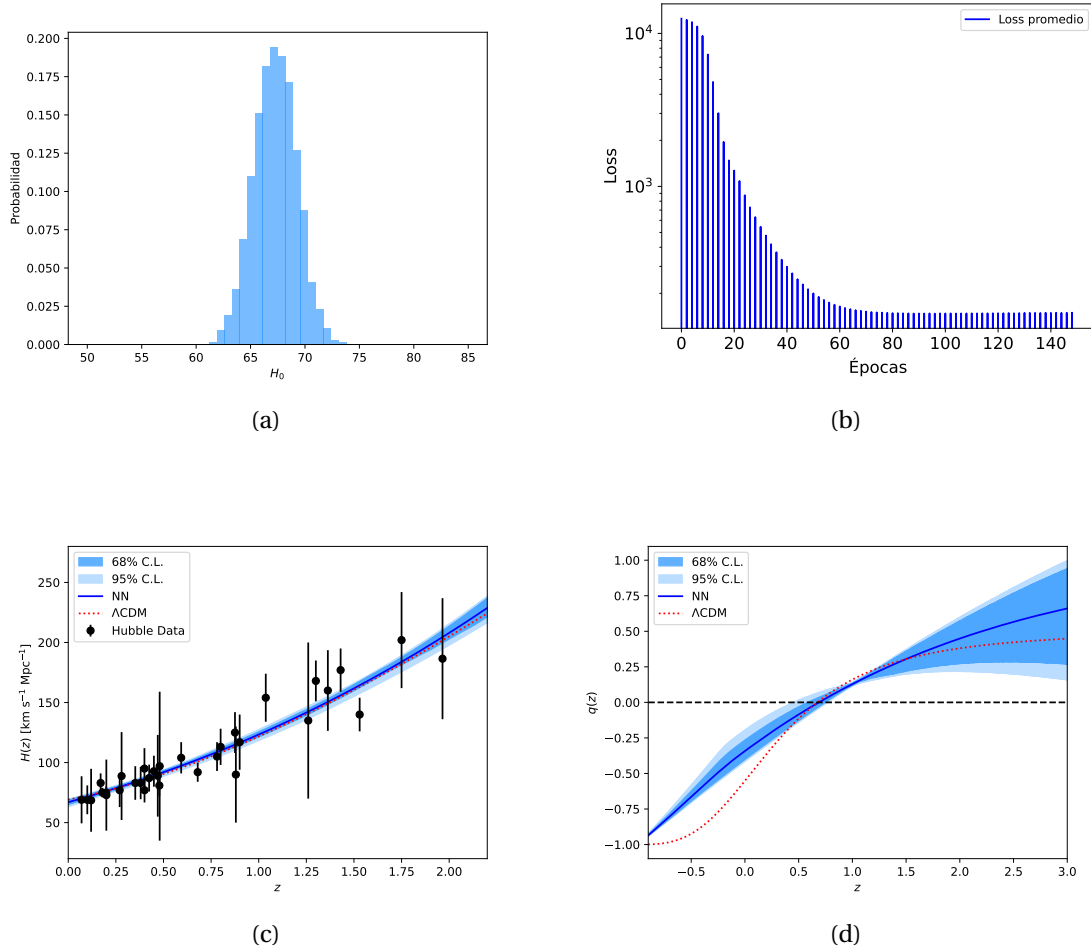 0.200
0.175
0.150
0.125
0.100
0.075
0.050
0.025
0.000
Probabilidad
50 55 60 65 70 75 80 85
H₀
(a)
Loss promedio
10⁴
10³
Loss
0 20 40 60 80 100 120 140
Épocas
(b)
68% C.L.
95% C.L.
NN
ΛCDM
Hubble Data
250
200
150
100
50
H(z) [km s⁻¹ Mpc⁻¹]
0.00 0.25 0.50 0.75 1.00 1.25 1.50 1.75 2.00
z
(c)
68% C.L.
95% C.L.
NN
ΛCDM
1.00
0.75
0.50
0.25
0.00
−0.25
−0.50
−0.75
−1.00
q(z)
−0.5 0.0 0.5 1.0 1.5 2.0 2.5 3.0
z
(d)